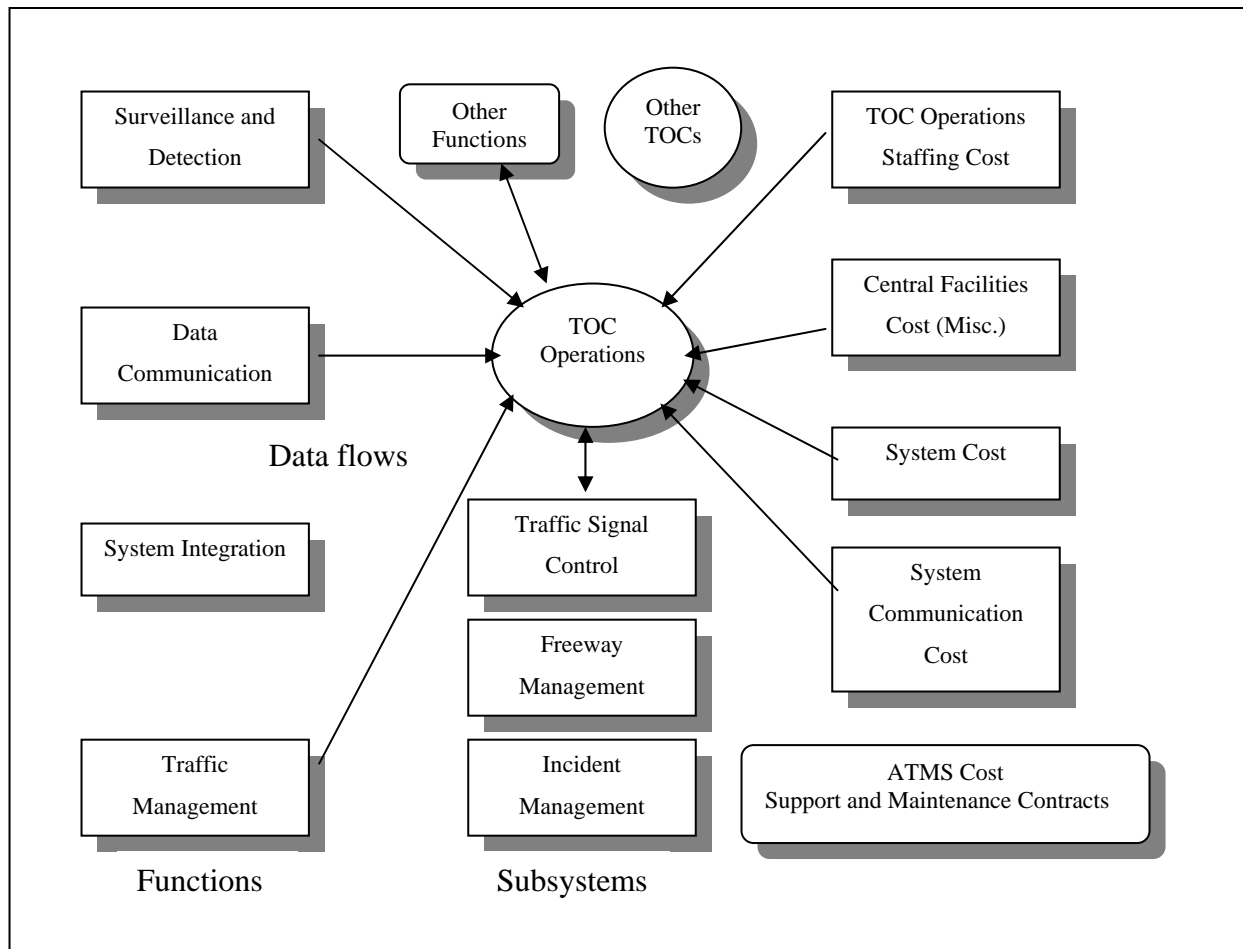 Surveillance and
Detection
Other
Functions
Other
TOCs
TOC Operations
Staffing Cost
Data
Communication
TOC
Operations
Central Facilities
Cost (Misc.)
Data flows
System Cost
System Integration
Traffic Signal
Control
System
Communication
Cost
Freeway
Management
Traffic
Management
Incident
Management
ATMS Cost
Support and Maintenance Contracts
Functions
Subsystems